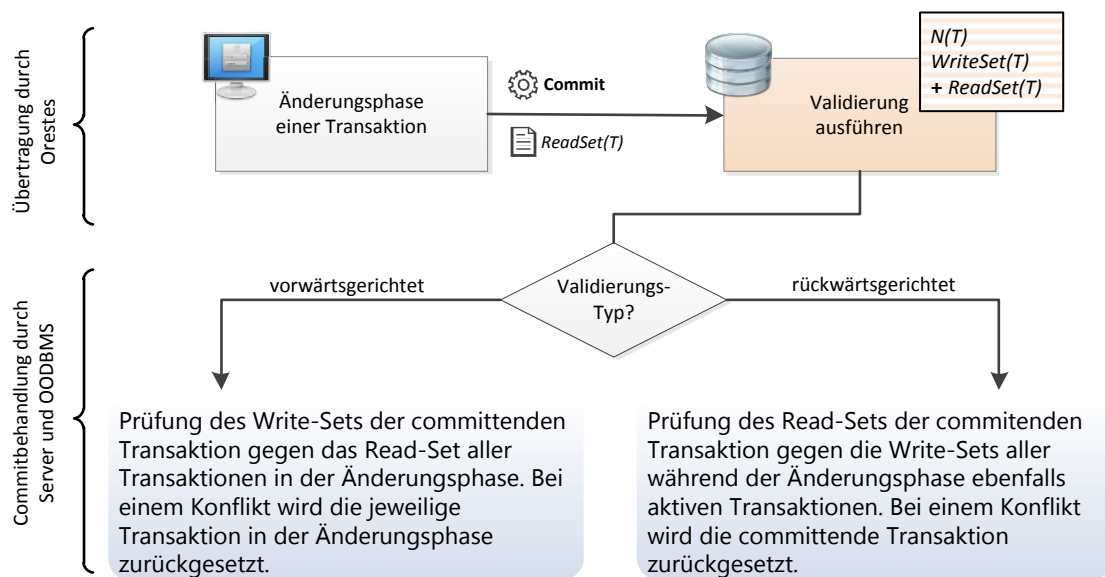 Übertragung durch
Orestes
Änderungsphase
einer Transaktion
Commit
ReadSet(T)
Validierung
ausführen
N(T)
WriteSet(T)
+ ReadSet(T)
Commitbehandlung durch
Server und OODBMS
vorwärtsgerichtet
Validierungs-
Typ?
rückwärtsgerichtet
Prüfung des Write-Sets der committenden
Transaktion gegen das Read-Set aller
Transaktionen in der Änderungsphase. Bei
einem Konflikt wird die jeweilige
Transaktion in der Änderungsphase
zurückgesetzt.
Prüfung des Read-Sets der commitenden
Transaktion gegen die Write-Sets aller
während der Änderungsphase ebenfalls
aktiven Transaktionen. Bei einem Konflikt
wird die committende Transaktion
zurückgesetzt.